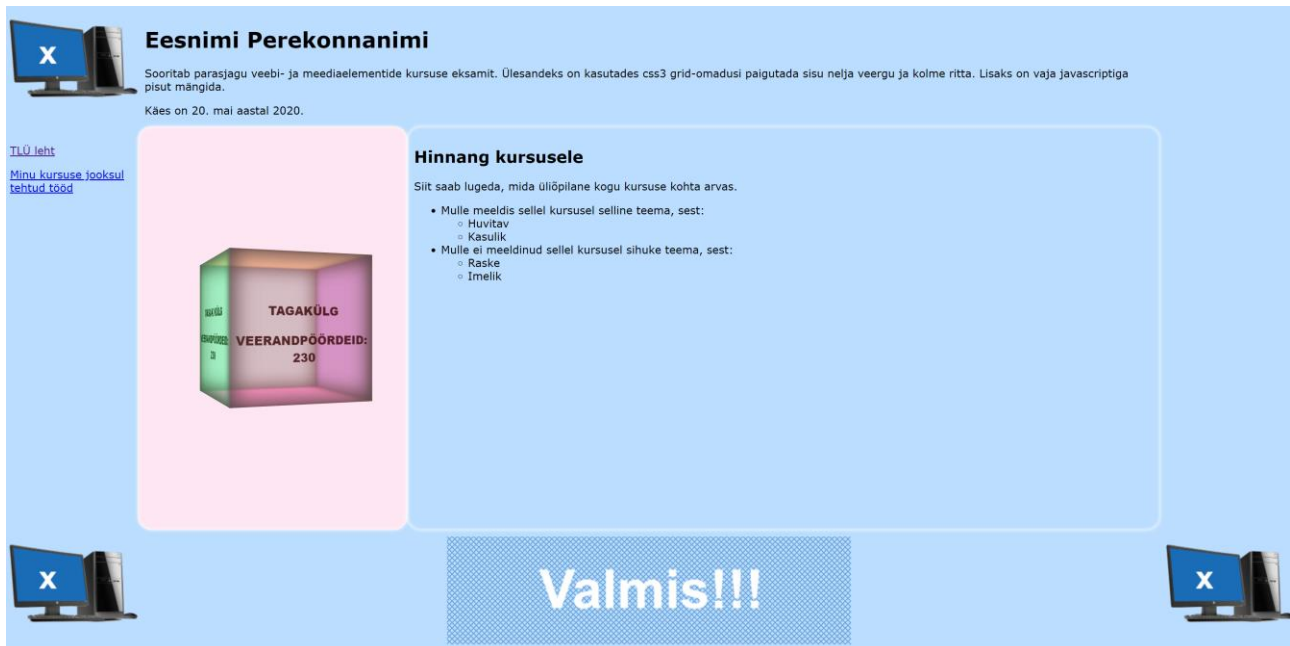 X
Eesnimi Perekonnanimi
Sooritab parasjagu veebi- ja meediaelementide kursuse eksamit. Ülesandeks on kasutades css3 grid-omadusi paigutada sisu nelja veergu ja kolme ritta. Lisaks on vaja javascriptiga
pisut mängida.
Käes on 20. mai aastal 2020.
TLÜ leht
Minu kursuse jooksul
tehtud tööd
TAGAKÜLG
VEERANDPÖÖRDEID:
230
Hinnang kursusele
Siit saab lugeda, mida üliõpilane kogu kursuse kohta arvas.
• Mulle meeldis sellel kursusel selline teema, sest:
◦ Huvitav
◦ Kasulik
• Mulle ei meeldinud sellel kursusel sihuke teema, sest:
◦ Raske
◦ Imelik
X
Valmis!!!
X